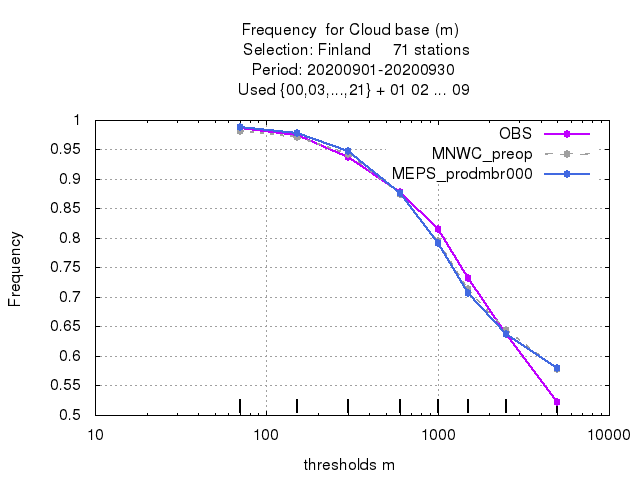 Frequency  for Cloud base (m)
Selection: Finland     71 stations
Period: 20200901-20200930
Used {00,03,...,21} + 01 02 ... 09
OBS
MNWC_preop
MEPS_prodmbr000
Frequency
1
0.95
0.9
0.85
0.8
0.75
0.7
0.65
0.6
0.55
0.5
10
100
1000
10000
thresholds m